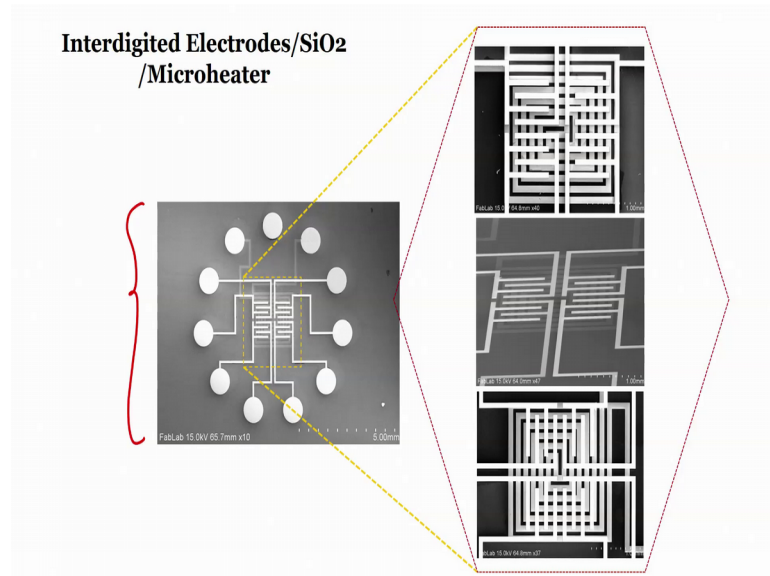 Interdigited Electrodes/SiO2
/Microheater
FabLab 15.0kV 64.8mm x40
1.00mm
FabLab 15.0kV 64.0mm x47
1.00mm
FabLab 15.0kV 65.7mm x10
5.00mm
FabLab 15.0kV 64.8mm x37
1.00mm